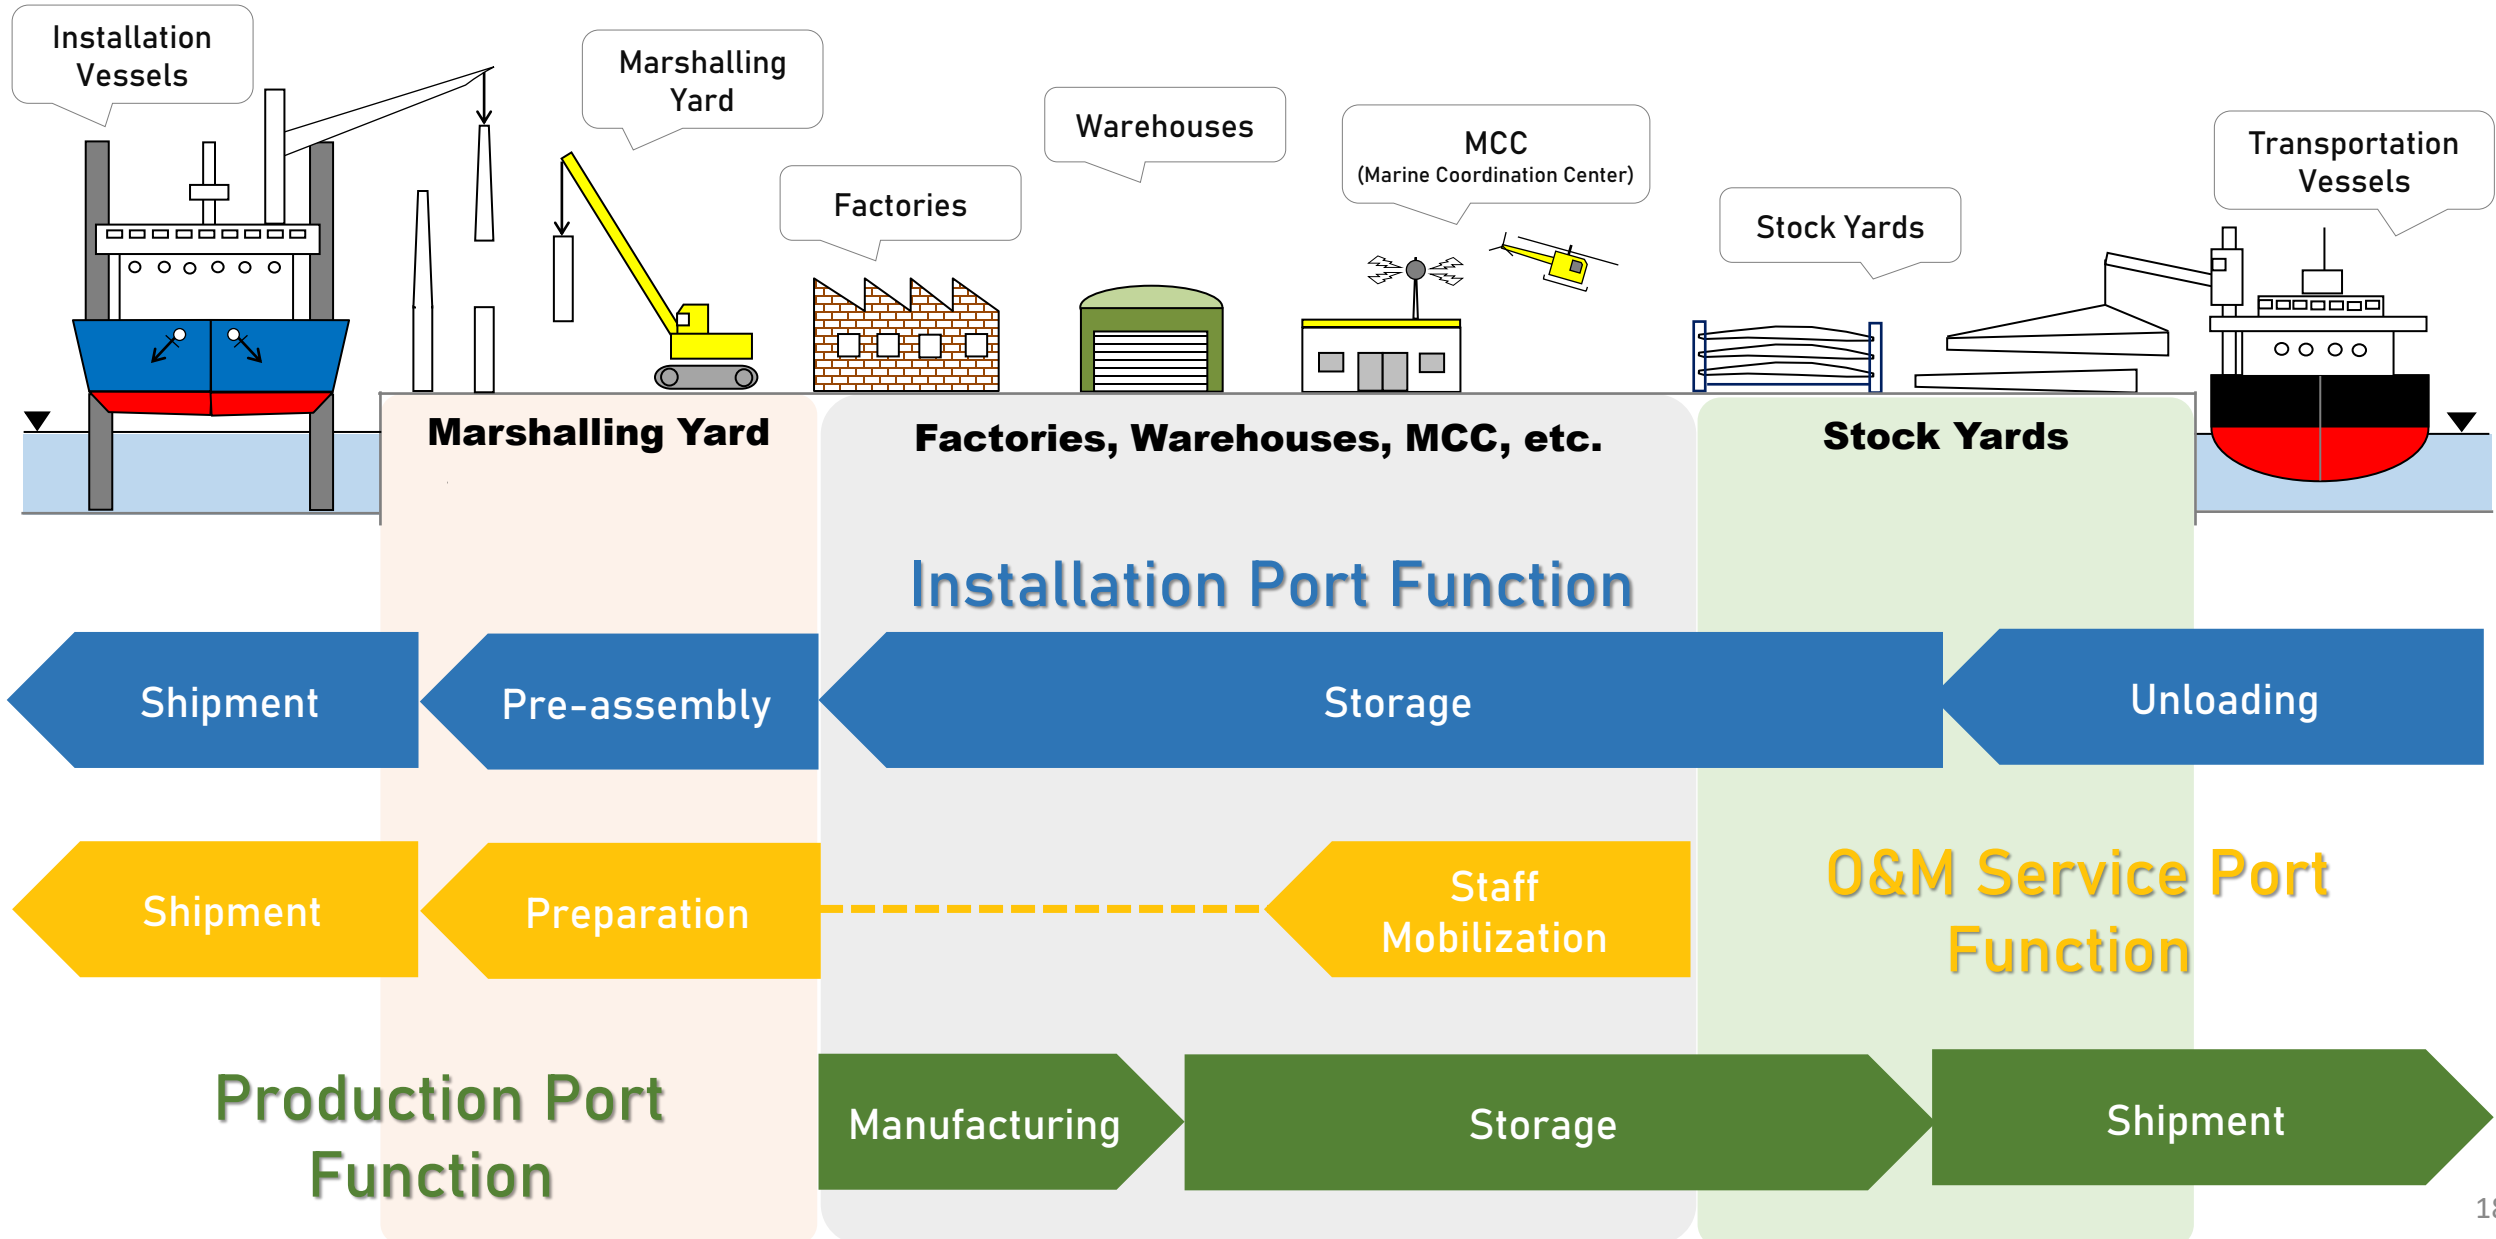 Installation
Vessels
Marshalling
Yard
Factories
Warehouses
MCC
(Marine Coordination Center)
Stock Yards
Transportation
Vessels
Marshalling Yard
Factories, Warehouses, MCC, etc.
Stock Yards
Installation Port Function
Shipment
Pre-assembly
Storage
Unloading
Shipment
Preparation
Staff
Mobilization
O&M Service Port
Function
Production Port
Function
Manufacturing
Storage
Shipment